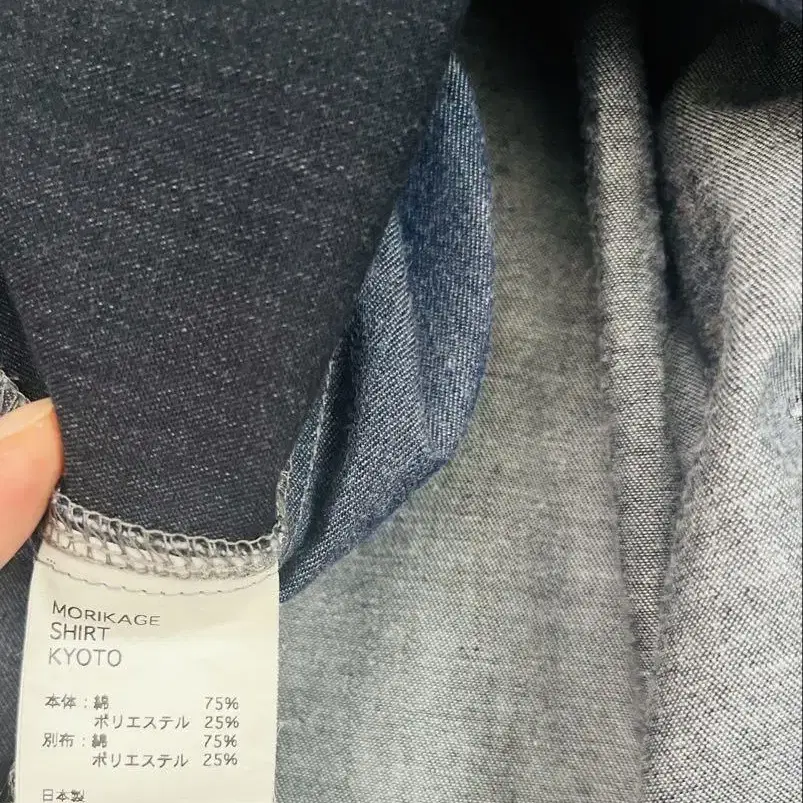 MORIKAGE
SHIRT
KYOTO
本体：綿 75%
ポリエステル 25%
別布：綿 75%
ポリエステル 25%
日本製